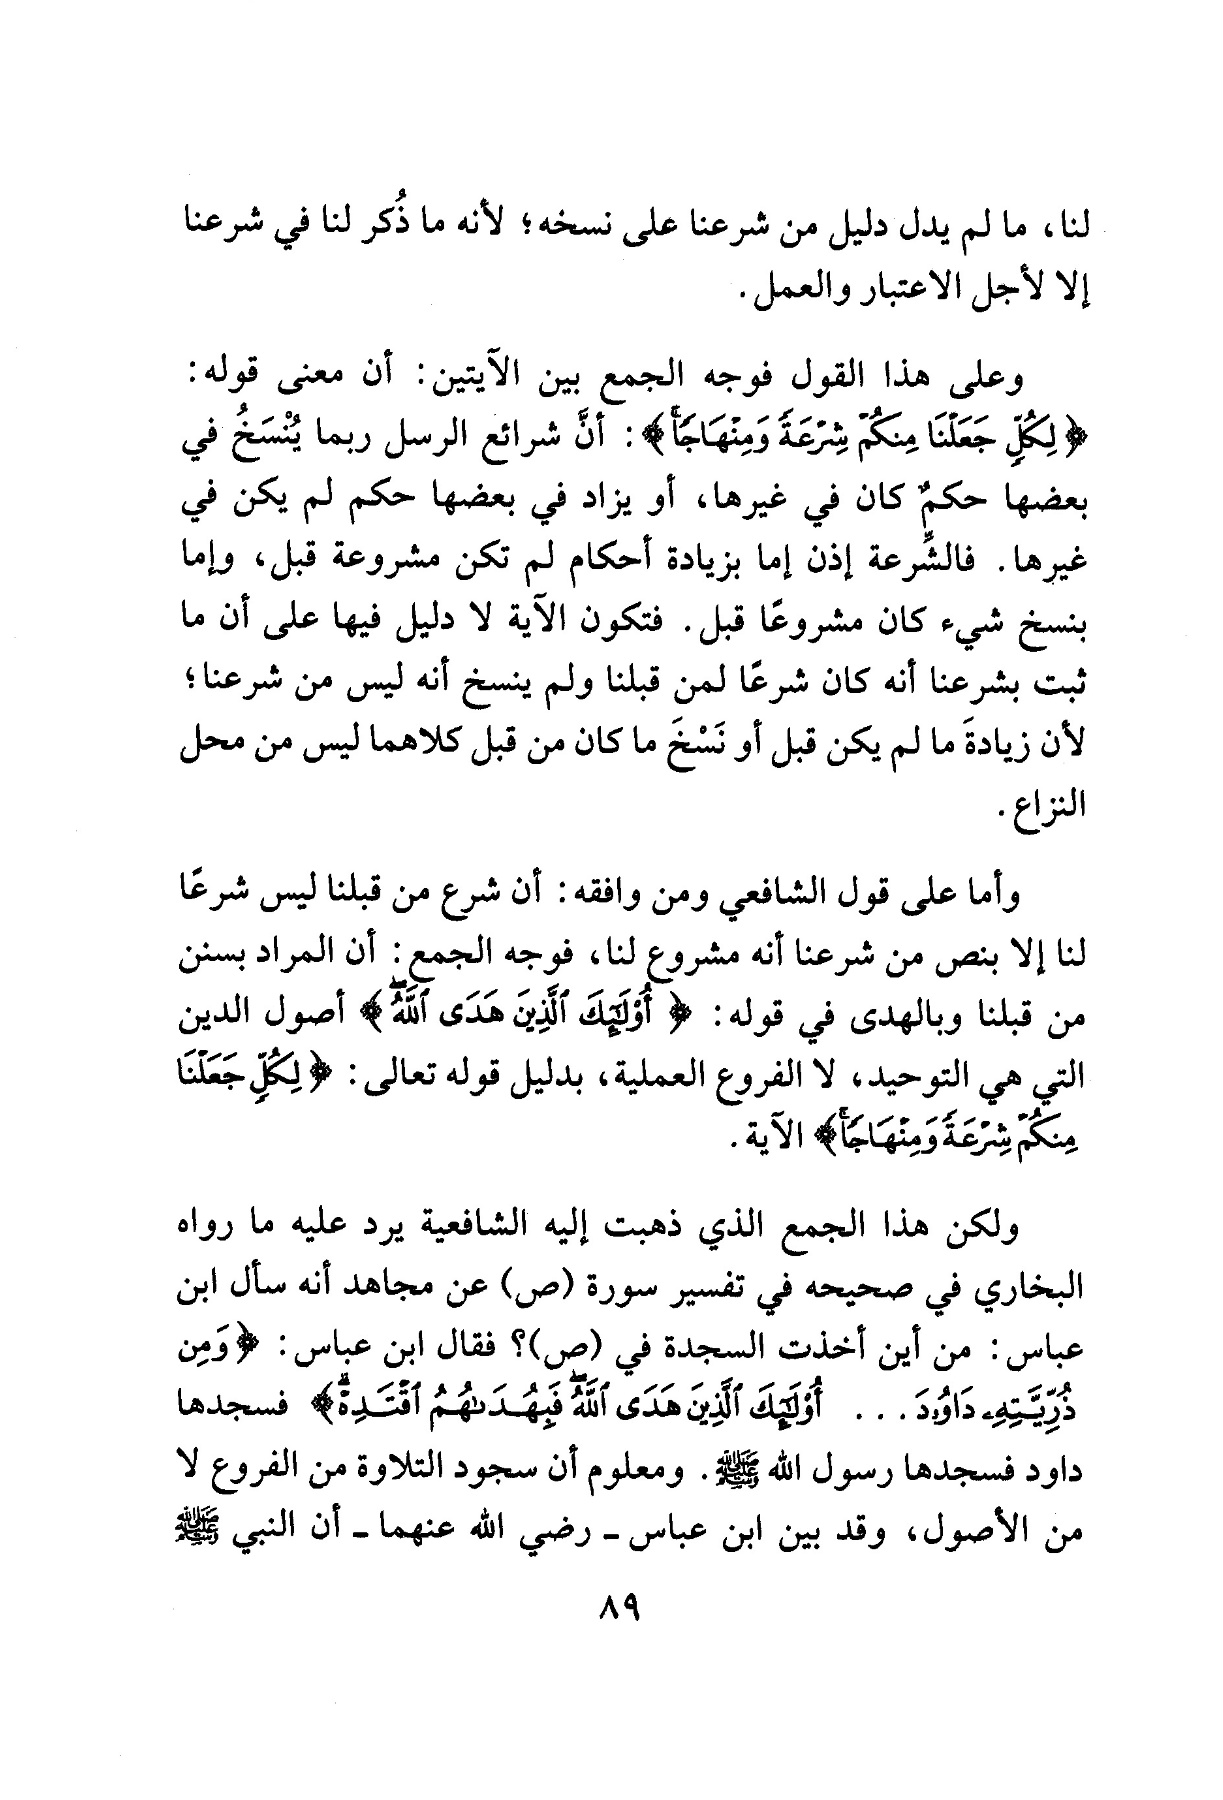 لنا، ما لم يدل دليل من شرعنا على نسخه؛ لأنه ما ذُكر لنا في شرعنا
إلا لأجل الاعتبار والعمل.
وعلى هذا القول فوجه الجمع بين الآيتين: أن معنى قوله:
﴿لِكُلٍّ جَعَلْنَا مِنكُمْ شِرْعَةً وَمِنْهَاجًا﴾: أنَّ شرائع الرسل ربما يُنْسَخُ في
بعضها حكمٌ كان في غيرها، أو يزاد في بعضها حكم لم يكن في
غيرها. فالشِّرعة إذن إما بزيادة أحكام لم تكن مشروعة قبل، وإما
بنسخ شيء كان مشروعًا قبل. فتكون الآية لا دليل فيها على أن ما
ثبت بشرعنا أنه كان شرعًا لمن قبلنا ولم ينسخ أنه ليس من شرعنا؛
لأن زيادةَ ما لم يكن قبل أو نَسْخَ ما كان من قبل كلاهما ليس من محل
النزاع.
وأما على قول الشافعي ومن وافقه: أن شرع من قبلنا ليس شرعًا
لنا إلا بنص من شرعنا أنه مشروع لنا، فوجه الجمع: أن المراد بسنن
من قبلنا وبالهدى في قوله: ﴿أُوْلَٰٓئِكَ ٱلَّذِينَ هَدَى ٱللَّهُۖ﴾ أصول الدين
التي هي التوحيد، لا الفروع العملية، بدليل قوله تعالى: ﴿لِكُلٍّ جَعَلْنَا
مِنكُمْ شِرْعَةً وَمِنْهَاجًا﴾ الآية.
ولكن هذا الجمع الذي ذهبت إليه الشافعية يرد عليه ما رواه
البخاري في صحيحه في تفسير سورة (ص) عن مجاهد أنه سأل ابن
عباس: من أين أخذت السجدة في (ص)؟ فقال ابن عباس: ﴿وَمِن
ذُرِّيَّتِهِۦ دَاوُۥدَ... أُوْلَٰٓئِكَ ٱلَّذِينَ هَدَى ٱللَّهُۖ فَبِهُدَىٰهُمُ ٱقْتَدِهْۗ﴾ فسجدها
داود فسجدها رسول الله ﷺ. ومعلوم أن سجود التلاوة من الفروع لا
من الأصول، وقد بين ابن عباس ـ رضي الله عنهما ـ أن النبي ﷺ
٨٩